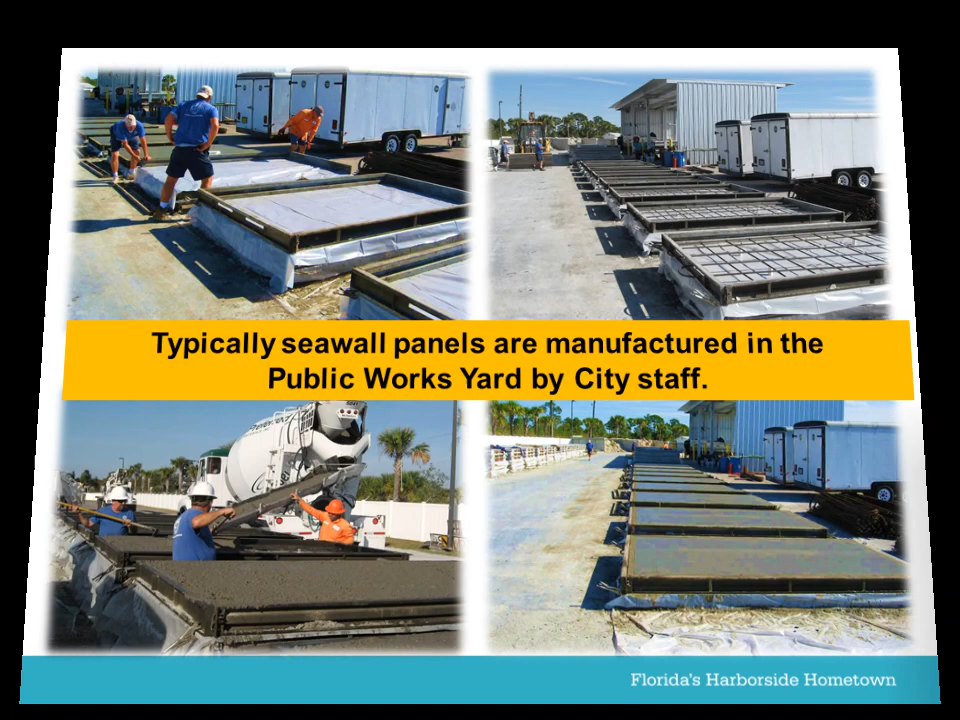 Typically seawall panels are manufactured in the
Public Works Yard by City staff.
Florida's Harborside Hometown